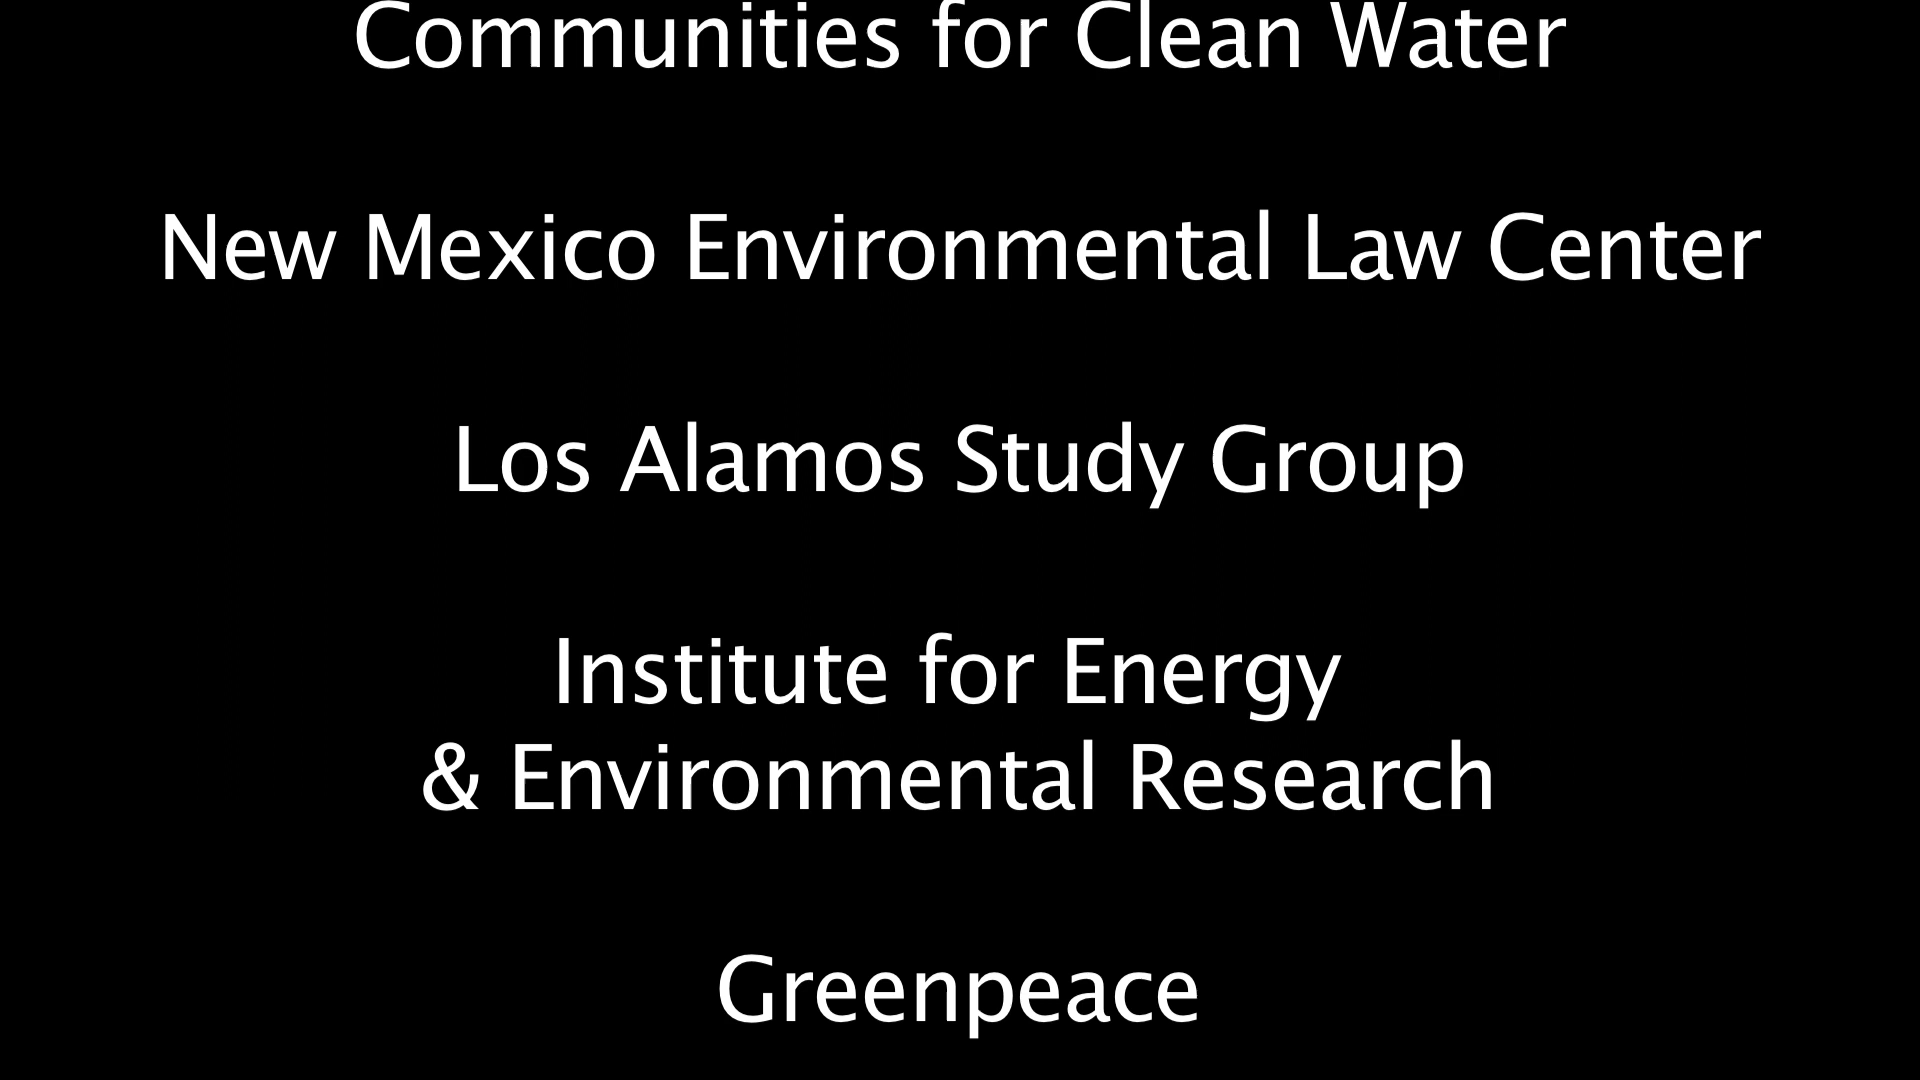 Communities for Clean Water
New Mexico Environmental Law Center
Los Alamos Study Group
Institute for Energy
& Environmental Research
Greenpeace